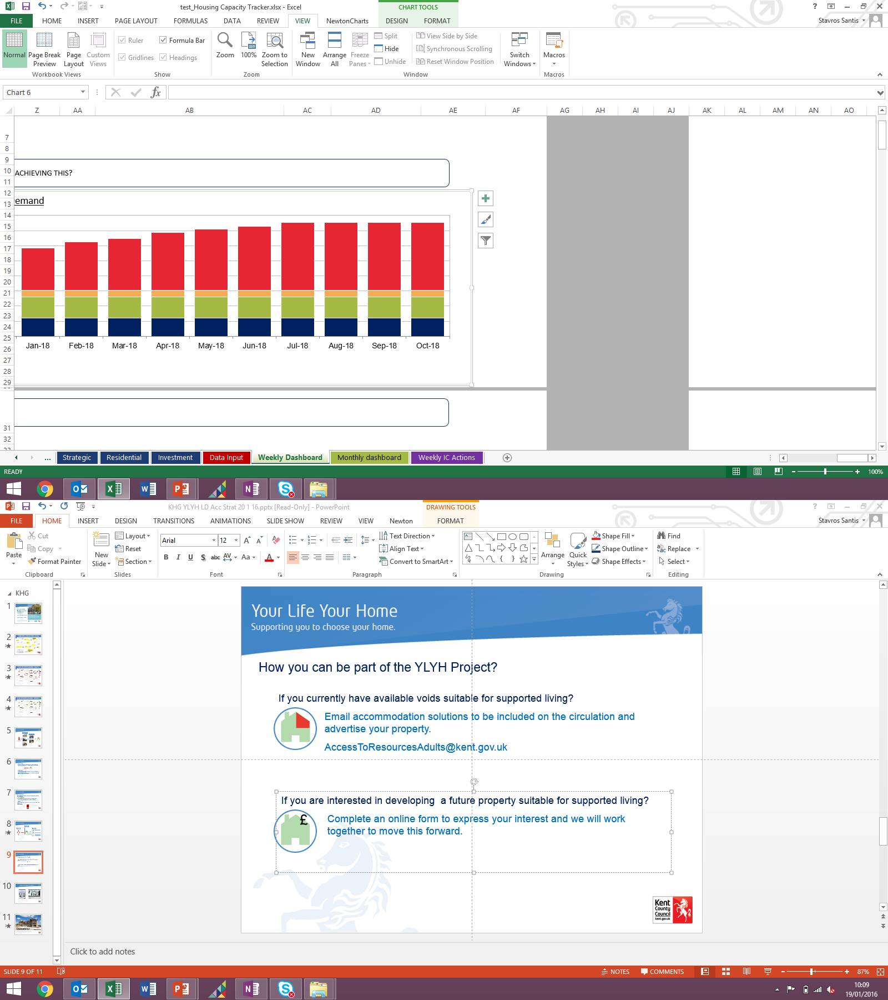 test_Housing Capacity Tracker.xlsx - Excel
CHART TOOLS
FILE HOME INSERT PAGE LAYOUT FORMULAS DATA REVIEW VIEW NewtonCharts DESIGN FORMAT
Stavros Santis
Normal Page Break Preview Page Layout Custom Views
Workbook Views
Ruler Formula Bar
Gridlines Headings
Show
Zoom 100% Zoom to Selection
Zoom
New Window Arrange All Freeze Panes
Split
Hide
Unhide
View Side by Side
Synchronous Scrolling
Reset Window Position
Window
Switch Windows
Macros
Macros
Chart 6
fx
Z AA AB AC AD AE AF AG AH AI AJ AK AL AM AN AO
7
8
9
10
11
12
13
14
15
16
17
18
19
20
21
22
23
24
25
26
27
28
29
31
32
ACHIEVING THIS?
emand
Jan-18 Feb-18 Mar-18 Apr-18 May-18 Jun-18 Jul-18 Aug-18 Sep-18 Oct-18
... Strategic Residential Investment Data Input Weekly Dashboard Monthly dashboard Weekly IC Actions
READY
100%
KHG YLYH LD Acc Strat 20 1 16.pptx [Read-Only] - PowerPoint
DRAWING TOOLS
FILE HOME INSERT DESIGN TRANSITIONS ANIMATIONS SLIDE SHOW REVIEW VIEW Newton FORMAT
Stavros Santis
Paste
Cut
Copy
Format Painter
Clipboard
New Slide
Layout
Reset
Section
Slides
Arial 12
B I U S abc AV Aa A
Font
Text Direction
Align Text
Convert to SmartArt
Paragraph
Arrange Quick Styles
Shape Fill
Shape Outline
Shape Effects
Drawing
Find
Replace
Select
Editing
KHG
1
2
3
4
5
6
7
8
9
10
11
Your Life Your Home
Supporting you to choose your home.
How you can be part of the YLYH Project?
If you currently have available voids suitable for supported living?
Email accommodation solutions to be included on the circulation and
advertise your property.
AccessToResourcesAdults@kent.gov.uk
If you are interested in developing  a future property suitable for supported living?
£
Complete an online form to express your interest and we will work
together to move this forward.
Kent
County
Council
kent.gov.uk
Click to add notes
SLIDE 9 OF 11
NOTES COMMENTS
87%
10:09
19/01/2016